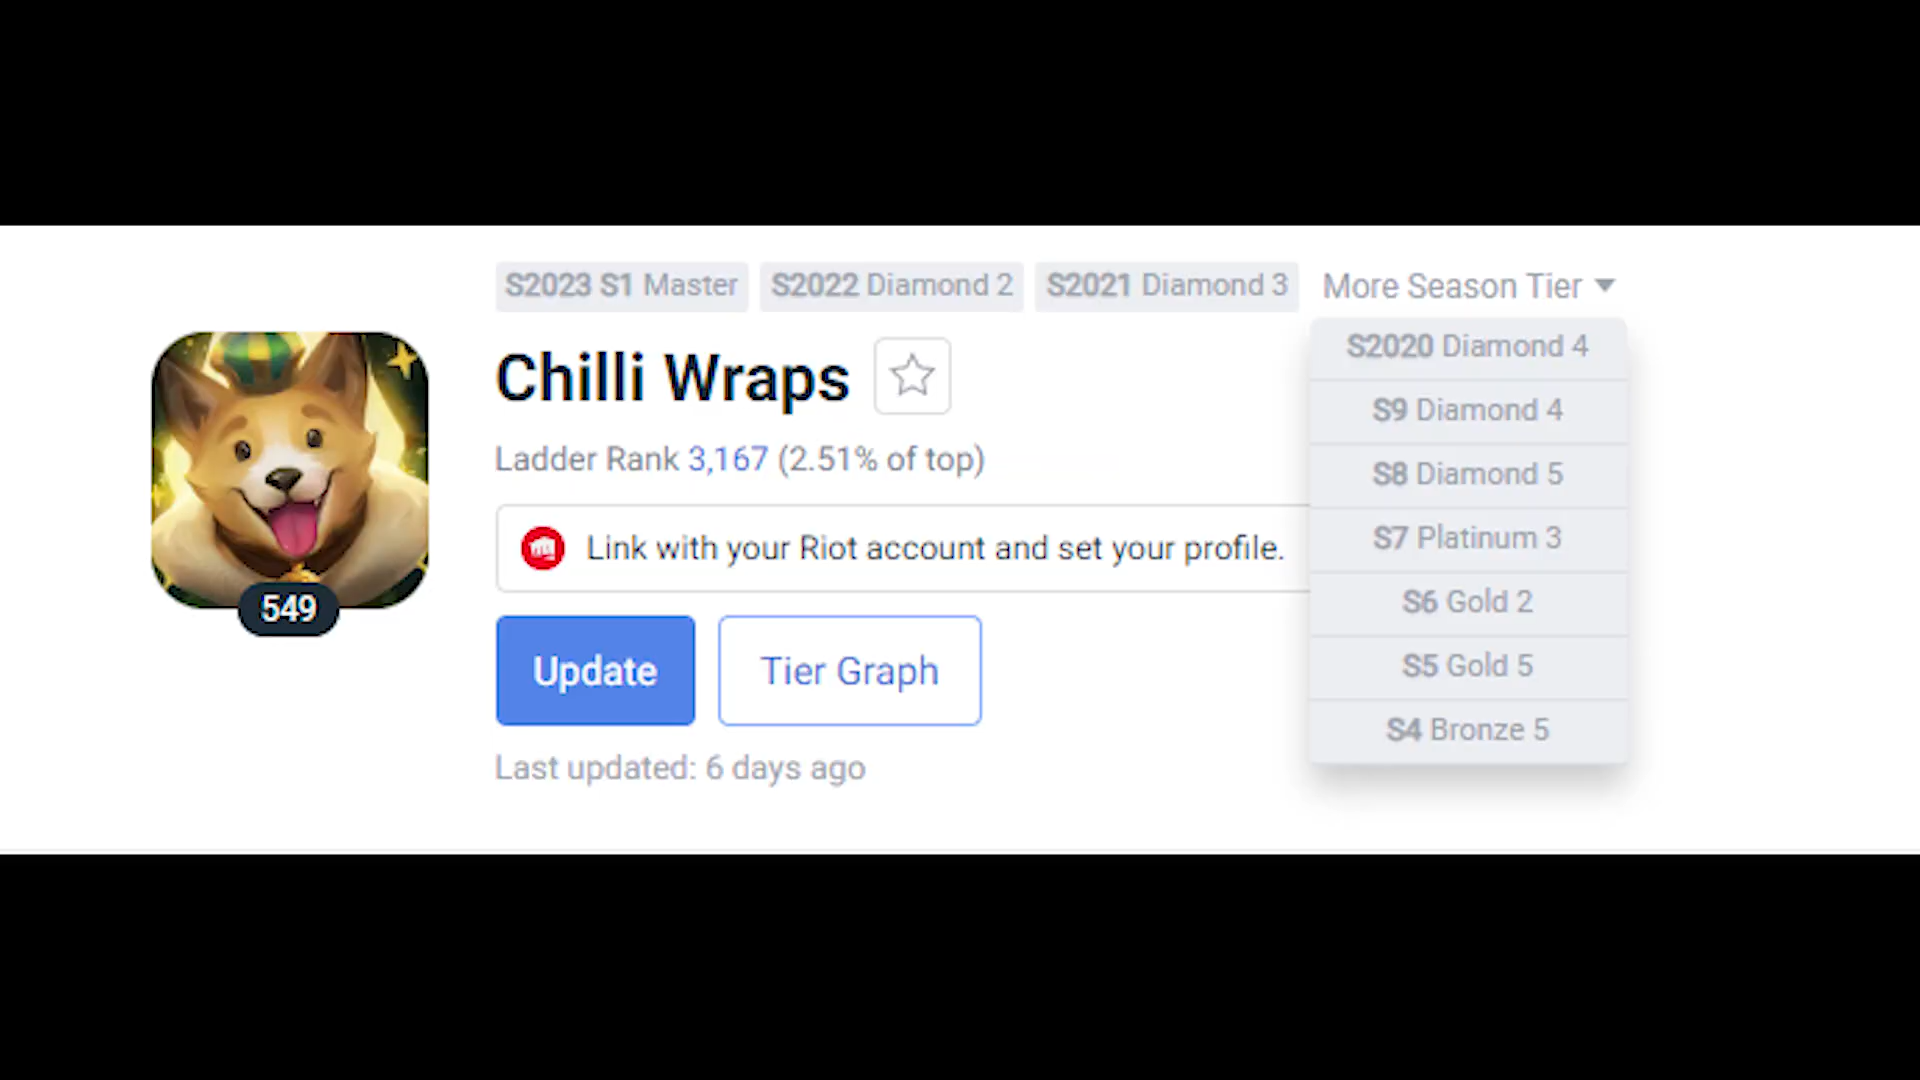 S2023 S1 Master S2022 Diamond 2 S2021 Diamond 3 More Season Tier
Chilli Wraps
Ladder Rank 3,167 (2.51% of top)
Link with your Riot account and set your profile.
549
Update Tier Graph
Last updated: 6 days ago
S2020 Diamond 4
S9 Diamond 4
S8 Diamond 5
S7 Platinum 3
S6 Gold 2
S5 Gold 5
S4 Bronze 5